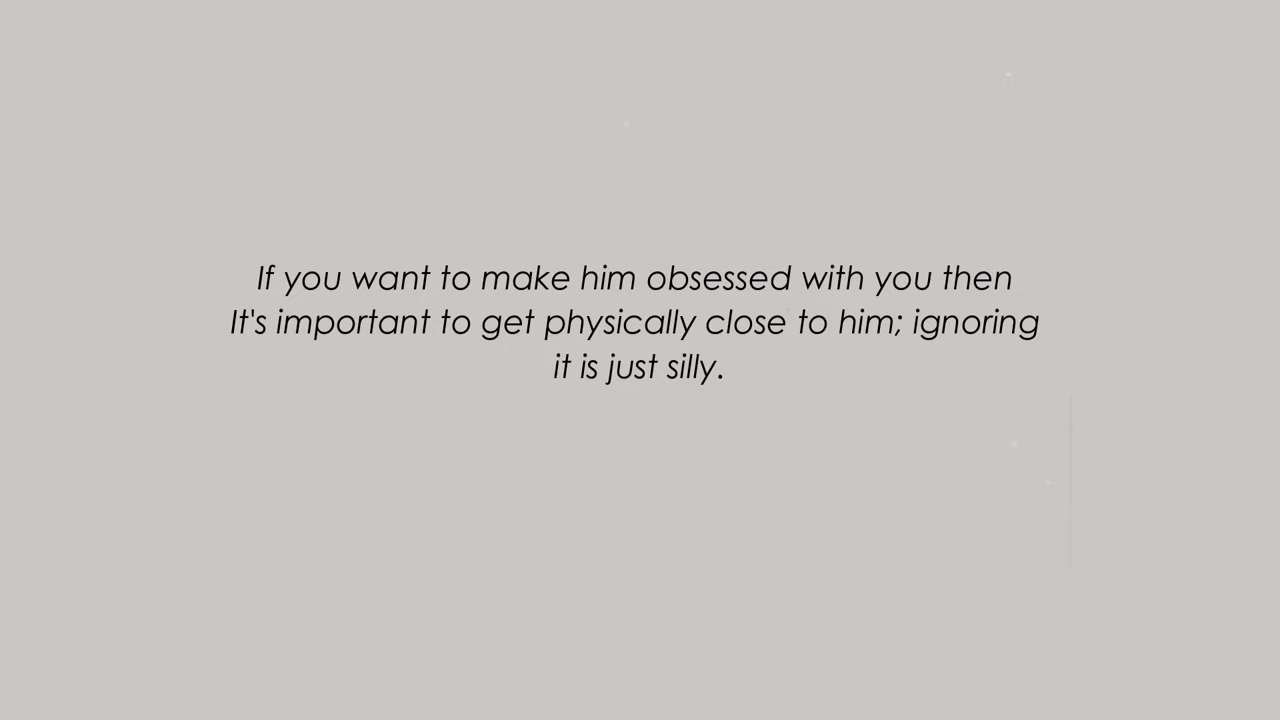 If you want to make him obsessed with you then
It's important to get physically close to him; ignoring
it is just silly.